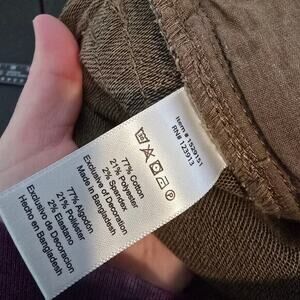 Item # 1529151
RN# 123913
77% Cotton
21% Polyester
2% Spandex
Exclusive of Decoration
Made in Bangladesh
77% Algodón
21% Poliéster
2% Elastano
Exclusivo de Decoración
Hecho en Bangladesh